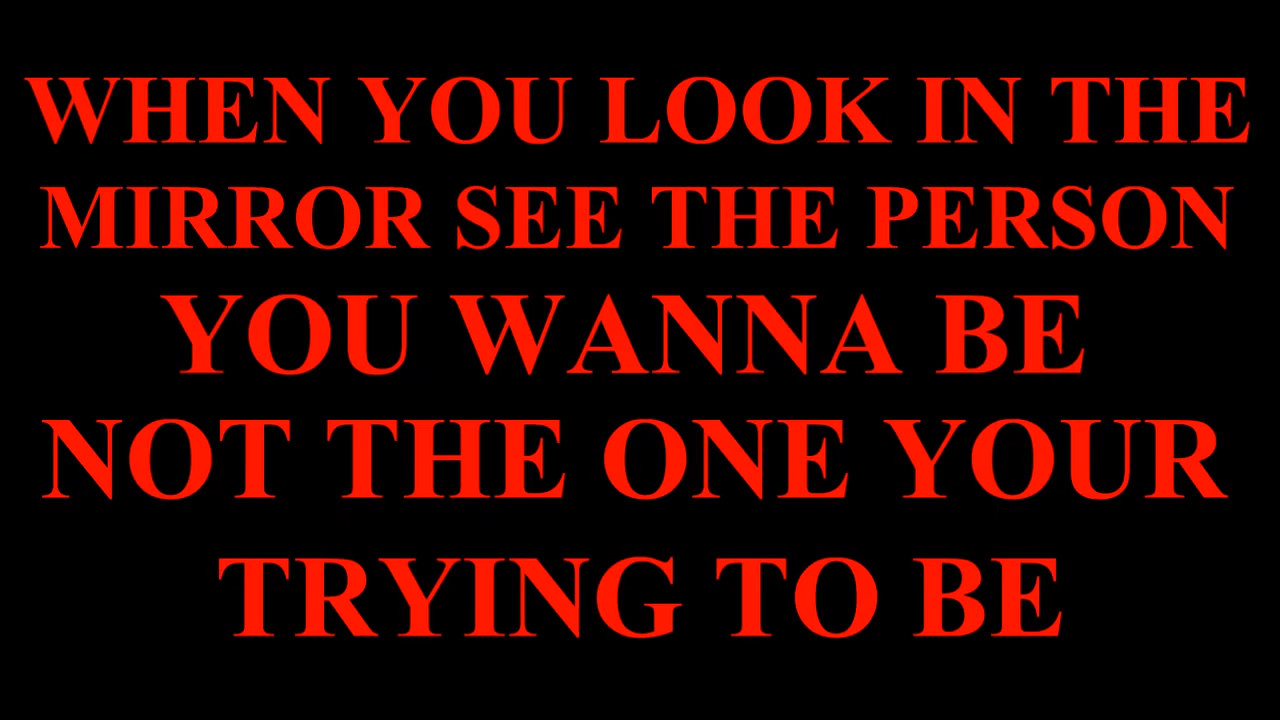 WHEN YOU LOOK IN THE
MIRROR SEE THE PERSON
YOU WANNA BE
NOT THE ONE YOUR
TRYING TO BE